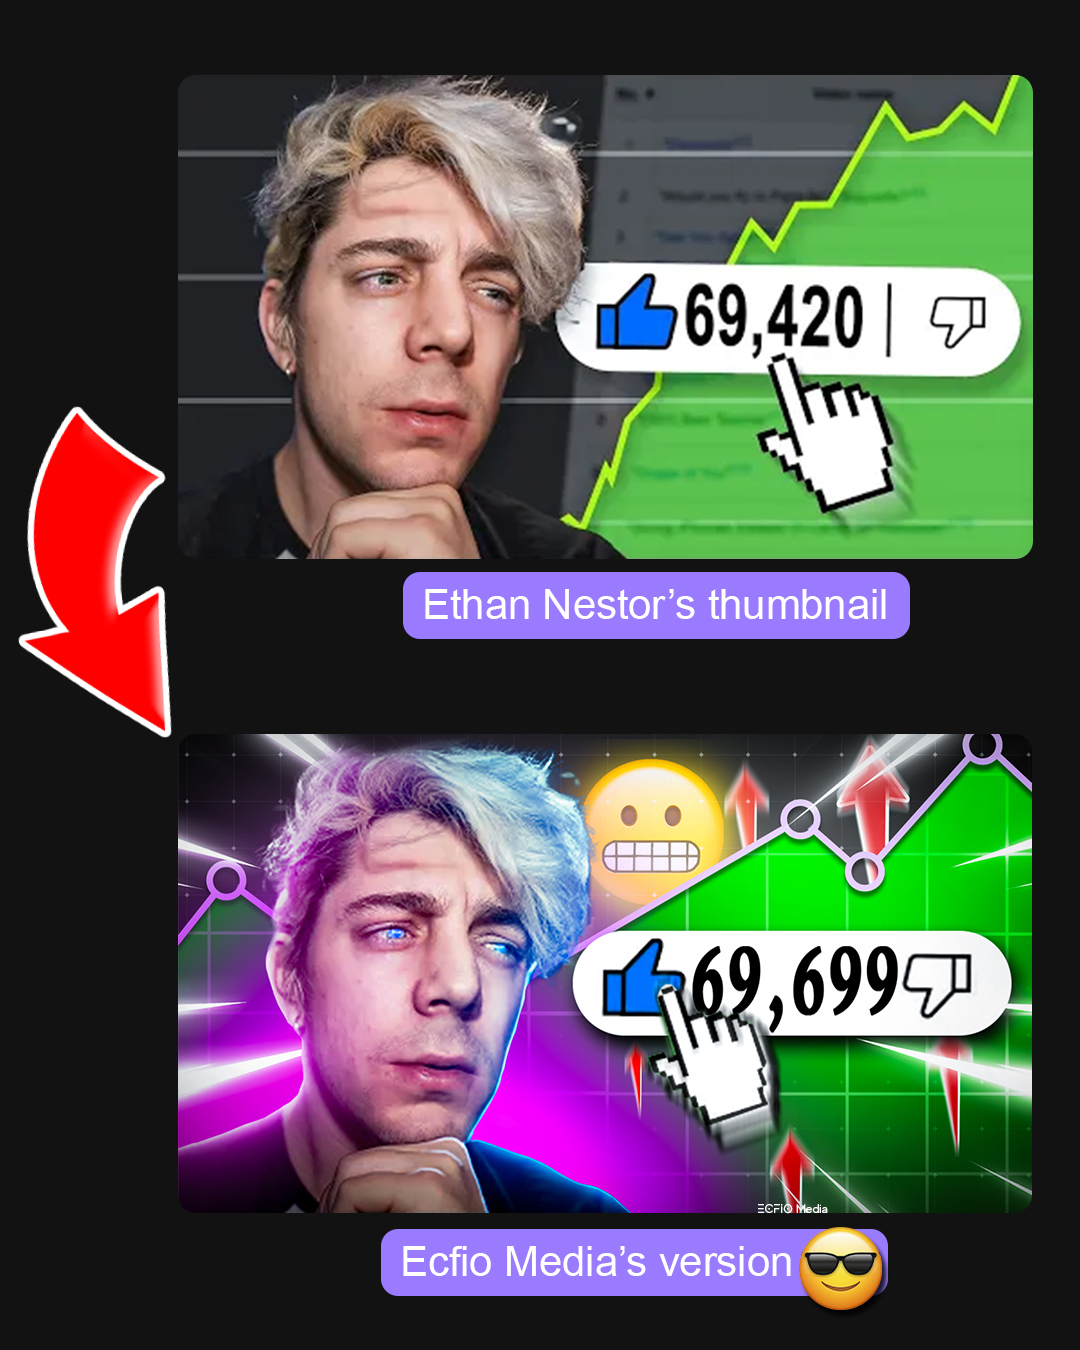 69,420
Ethan Nestor’s thumbnail
69,699
ECFIO Media
Ecfio Media’s version